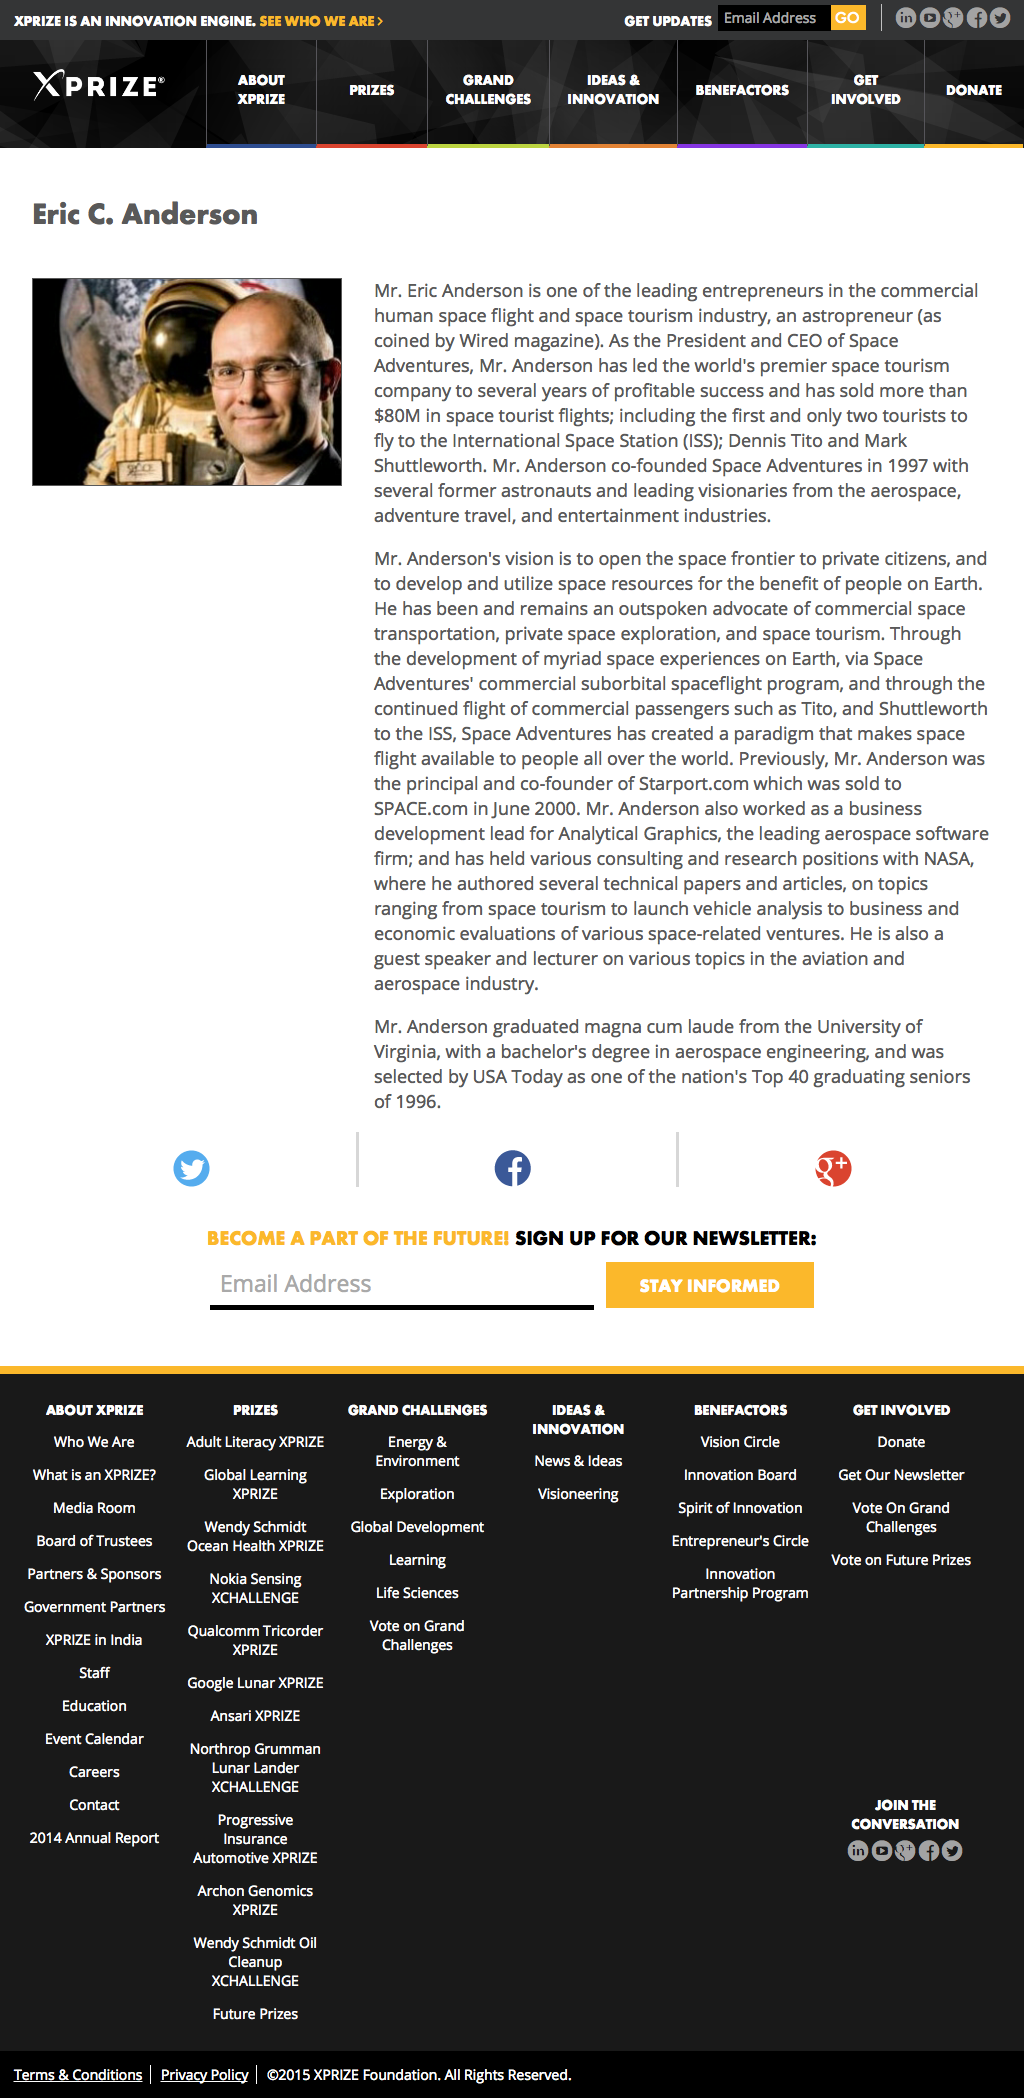 XPRIZE IS AN INNOVATION ENGINE. SEE WHO WE ARE >
GET UPDATES
Email Address
GO
XPRIZE®
ABOUT
XPRIZE
PRIZES
GRAND
CHALLENGES
IDEAS &
INNOVATION
BENEFACTORS
GET
INVOLVED
DONATE
Eric C. Anderson
Mr. Eric Anderson is one of the leading entrepreneurs in the commercial
human space flight and space tourism industry, an astropreneur (as
coined by Wired magazine). As the President and CEO of Space
Adventures, Mr. Anderson has led the world's premier space tourism
company to several years of profitable success and has sold more than
$80M in space tourist flights; including the first and only two tourists to
fly to the International Space Station (ISS); Dennis Tito and Mark
Shuttleworth. Mr. Anderson co-founded Space Adventures in 1997 with
several former astronauts and leading visionaries from the aerospace,
adventure travel, and entertainment industries.
Mr. Anderson's vision is to open the space frontier to private citizens, and
to develop and utilize space resources for the benefit of people on Earth.
He has been and remains an outspoken advocate of commercial space
transportation, private space exploration, and space tourism. Through
the development of myriad space experiences on Earth, via Space
Adventures' commercial suborbital spaceflight program, and through the
continued flight of commercial passengers such as Tito, and Shuttleworth
to the ISS, Space Adventures has created a paradigm that makes space
flight available to people all over the world. Previously, Mr. Anderson was
the principal and co-founder of Starport.com which was sold to
SPACE.com in June 2000. Mr. Anderson also worked as a business
development lead for Analytical Graphics, the leading aerospace software
firm; and has held various consulting and research positions with NASA,
where he authored several technical papers and articles, on topics
ranging from space tourism to launch vehicle analysis to business and
economic evaluations of various space-related ventures. He is also a
guest speaker and lecturer on various topics in the aviation and
aerospace industry.
Mr. Anderson graduated magna cum laude from the University of
Virginia, with a bachelor's degree in aerospace engineering, and was
selected by USA Today as one of the nation's Top 40 graduating seniors
of 1996.
BECOME A PART OF THE FUTURE! SIGN UP FOR OUR NEWSLETTER:
Email Address
STAY INFORMED
ABOUT XPRIZE
Who We Are
What is an XPRIZE?
Media Room
Board of Trustees
Partners & Sponsors
Government Partners
XPRIZE in India
Staff
Education
Event Calendar
Careers
Contact
2014 Annual Report
PRIZES
Adult Literacy XPRIZE
Global Learning
XPRIZE
Wendy Schmidt
Ocean Health XPRIZE
Nokia Sensing
XCHALLENGE
Qualcomm Tricorder
XPRIZE
Google Lunar XPRIZE
Ansari XPRIZE
Northrop Grumman
Lunar Lander
XCHALLENGE
Progressive
Insurance
Automotive XPRIZE
Archon Genomics
XPRIZE
Wendy Schmidt Oil
Cleanup
XCHALLENGE
Future Prizes
GRAND CHALLENGES
Energy &
Environment
Exploration
Global Development
Learning
Life Sciences
Vote on Grand
Challenges
IDEAS &
INNOVATION
News & Ideas
Visioneering
BENEFACTORS
Vision Circle
Innovation Board
Spirit of Innovation
Entrepreneur's Circle
Innovation
Partnership Program
GET INVOLVED
Donate
Get Our Newsletter
Vote On Grand
Challenges
Vote on Future Prizes
JOIN THE
CONVERSATION
Terms & Conditions
Privacy Policy
©2015 XPRIZE Foundation. All Rights Reserved.